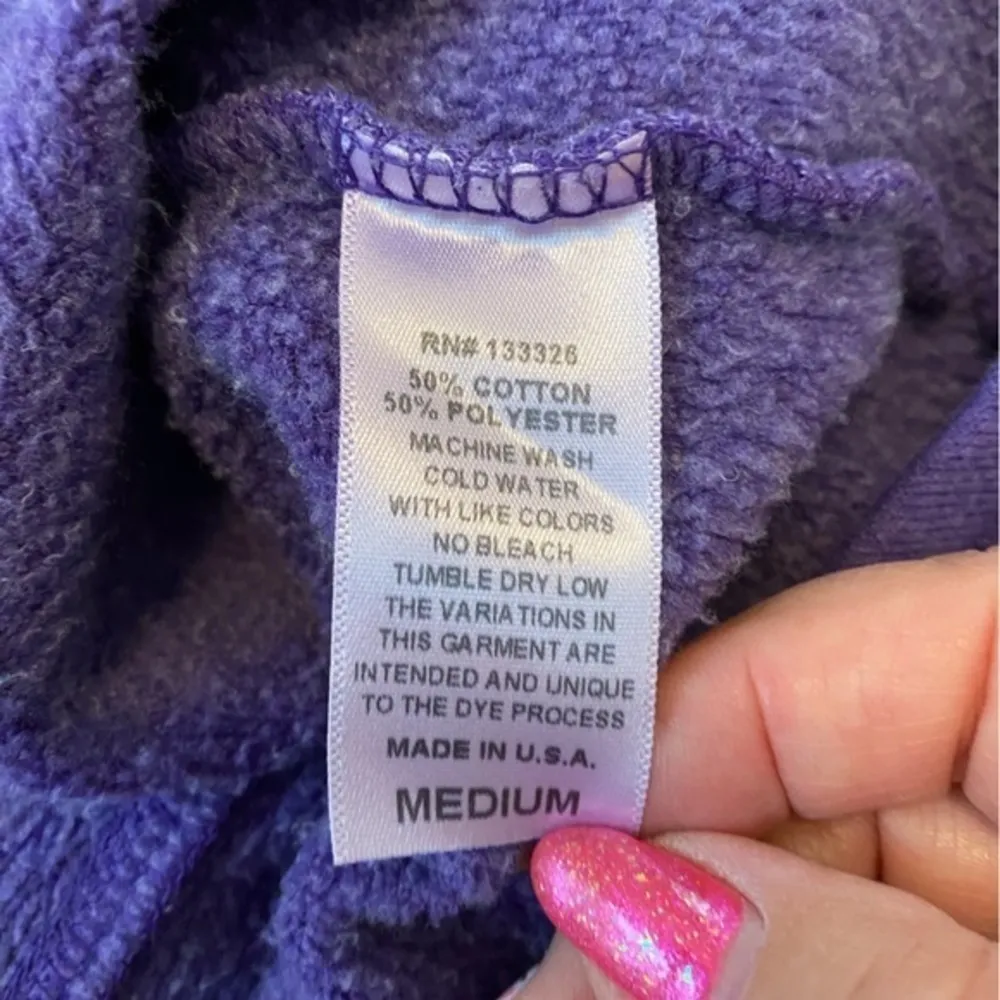 RN# 133326
50% COTTON
50% POLYESTER
MACHINE WASH
COLD WATER
WITH LIKE COLORS
NO BLEACH
TUMBLE DRY LOW
THE VARIATIONS IN
THIS GARMENT ARE
INTENDED AND UNIQUE
TO THE DYE PROCESS
MADE IN U.S.A.
MEDIUM